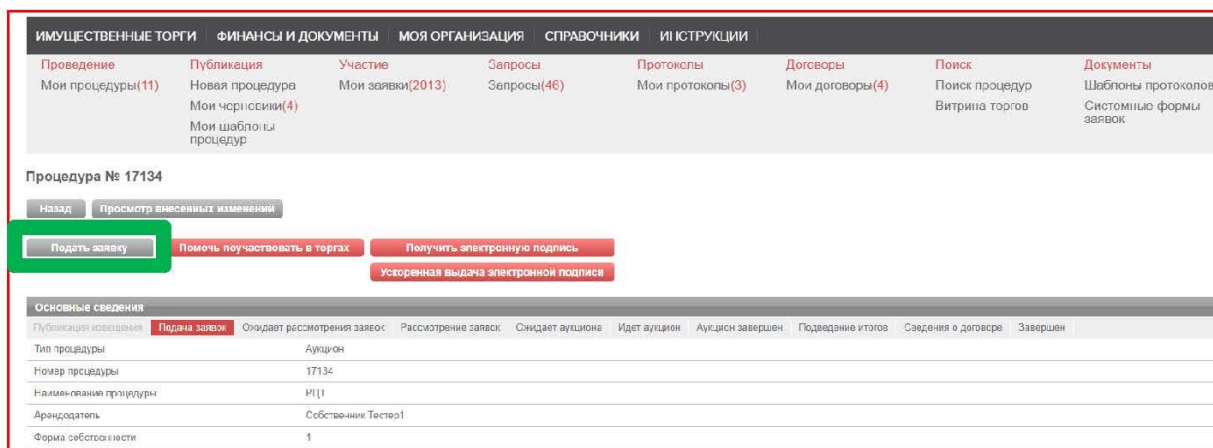 ИМУЩЕСТВЕННЫЕ ТОРГИ ФИНАНСЫ И ДОКУМЕНТЫ МОЯ ОРГАНИЗАЦИЯ СПРАВОЧНИКИ ИНСТРУКЦИИ
Проведение Публикация Участие Запросы Протоколы Договоры Поиск Документы
Мои процедуры(11) Новая процедура Мои заявки(2013) Запросы(46) Мои протоколы(3) Мои договоры(4) Поиск процедур Шаблоны протоколов
Мои черновики(4) Витрина торгов Системные формы
Мои шаблоны заявок
процедур
Процедура № 17134
Назад Просмотр внесенных изменений
Подать заявку Помочь поучаствовать в торгах Получить электронную подпись
Ускоренная выдача электронной подписи
Основные сведения
Публикация извещения Подача заявок Ожидает рассмотрения заявок Рассмотрение заявок Ожидает аукциона Идет аукцион Аукцион завершен Подведение итогов Сведения о договоре Завершен
Тип процедуры Аукцион
Номер процедуры 17134
Наименование процедуры
Арендодатель Собственник Тестер1
Форма собственности 1